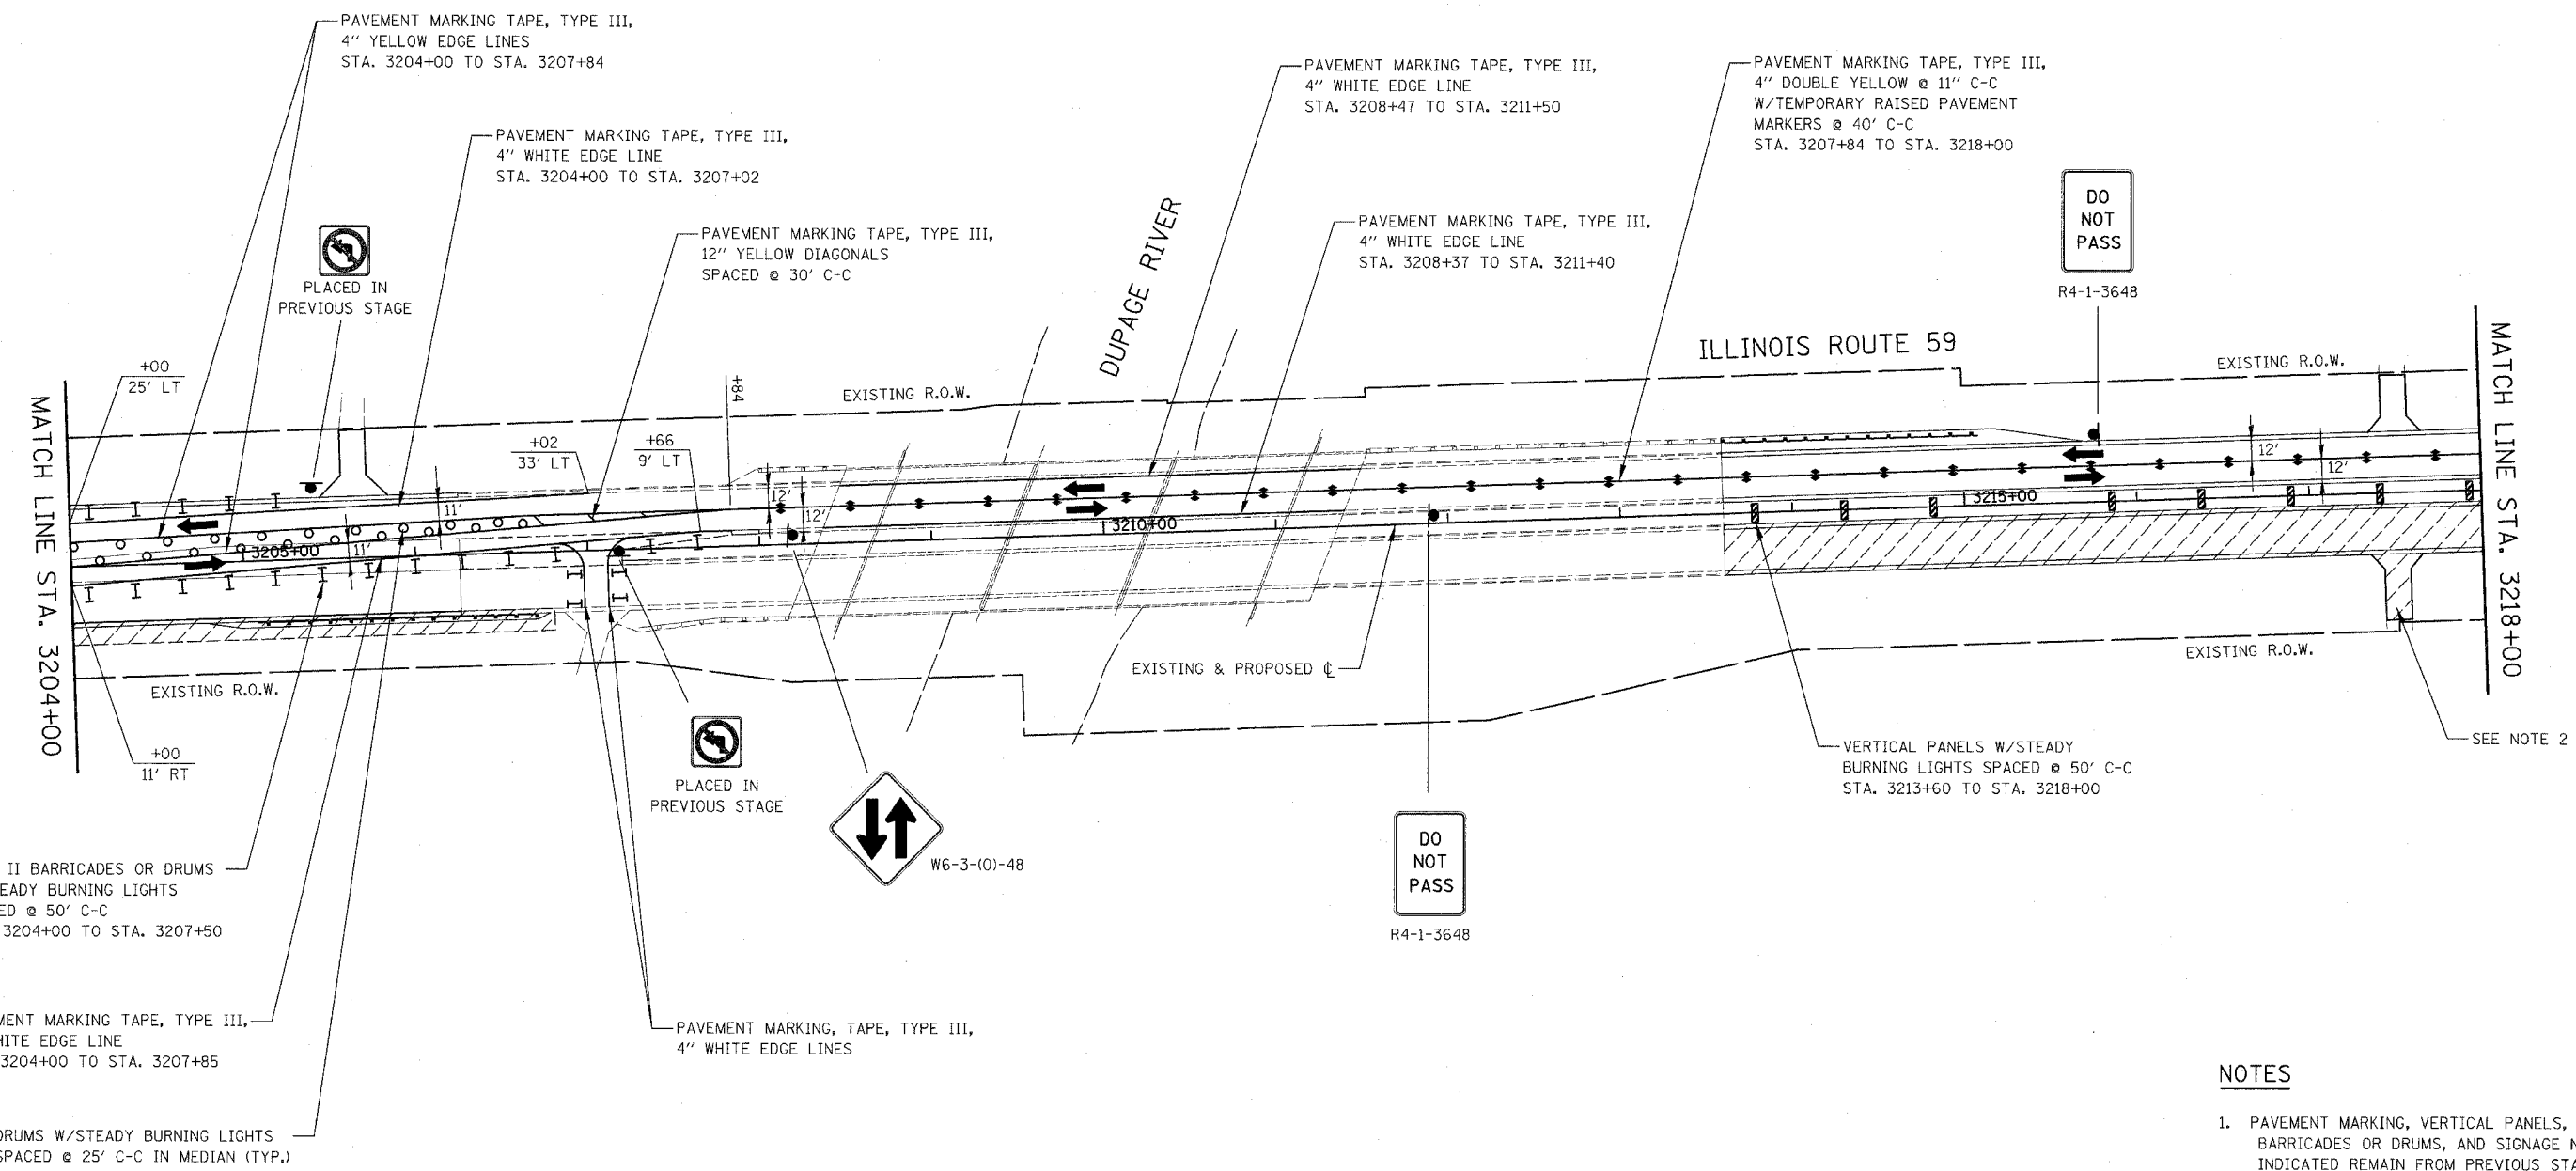 PAVEMENT MARKING TAPE, TYPE III,
4'' YELLOW EDGE LINES
STA. 3204+00 TO STA. 3207+84
PAVEMENT MARKING TAPE, TYPE III,
4'' WHITE EDGE LINE
STA. 3204+00 TO STA. 3207+02
PAVEMENT MARKING TAPE, TYPE III,
12'' YELLOW DIAGONALS
SPACED @ 30' C-C
PAVEMENT MARKING TAPE, TYPE III,
4'' WHITE EDGE LINE
STA. 3208+47 TO STA. 3211+50
PAVEMENT MARKING TAPE, TYPE III,
4'' WHITE EDGE LINE
STA. 3208+37 TO STA. 3211+40
PAVEMENT MARKING TAPE, TYPE III,
4'' DOUBLE YELLOW @ 11'' C-C
W/TEMPORARY RAISED PAVEMENT
MARKERS @ 40' C-C
STA. 3207+84 TO STA. 3218+00
DO
NOT
PASS
R4-1-3648
PLACED IN
PREVIOUS STAGE
DUPAGE RIVER
ILLINOIS ROUTE 59
EXISTING R.O.W.
EXISTING R.O.W.
+00
25' LT
+02
33' LT
+66
9' LT
+84
MATCH LINE STA. 3204+00
MATCH LINE STA. 3218+00
11'
11'
12'
12'
12'
12'
3205+00
3210+00
3215+00
EXISTING R.O.W.
EXISTING & PROPOSED ℄
EXISTING R.O.W.
+00
11' RT
PLACED IN
PREVIOUS STAGE
W6-3-(O)-48
DO
NOT
PASS
R4-1-3648
VERTICAL PANELS W/STEADY
BURNING LIGHTS SPACED @ 50' C-C
STA. 3213+60 TO STA. 3218+00
SEE NOTE 2
II BARRICADES OR DRUMS
EADY BURNING LIGHTS
ED @ 50' C-C
3204+00 TO STA. 3207+50
MENT MARKING TAPE, TYPE III,
HITE EDGE LINE
3204+00 TO STA. 3207+85
DRUMS W/STEADY BURNING LIGHTS
SPACED @ 25' C-C IN MEDIAN (TYP.)
PAVEMENT MARKING, TAPE, TYPE III,
4'' WHITE EDGE LINES
NOTES
1. PAVEMENT MARKING, VERTICAL PANELS,
BARRICADES OR DRUMS, AND SIGNAGE N
INDICATED REMAIN FROM PREVIOUS STA